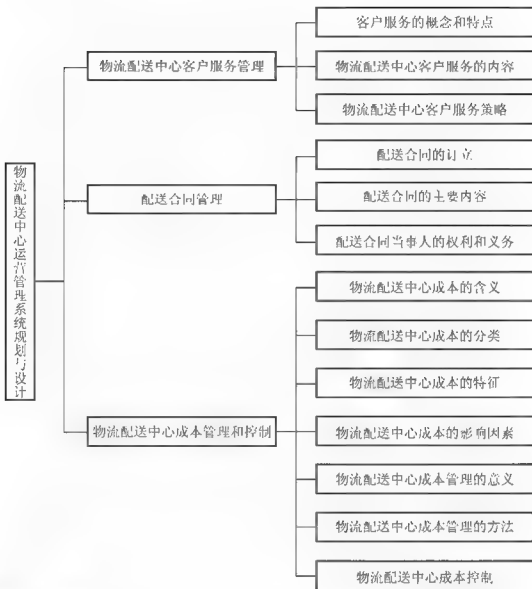 物流配送中心运营管理系统规划与设计
物流配送中心客户服务管理
客户服务的概念和特点
物流配送中心客户服务的内容
物流配送中心客户服务策略
配送合同管理
配送合同的订立
配送合同的主要内容
配送合同当事人的权利和义务
物流配送中心成本管理和控制
物流配送中心成本的含义
物流配送中心成本的分类
物流配送中心成本的特征
物流配送中心成本的影响因素
物流配送中心成本管理的意义
物流配送中心成本管理的方法
物流配送中心成本控制